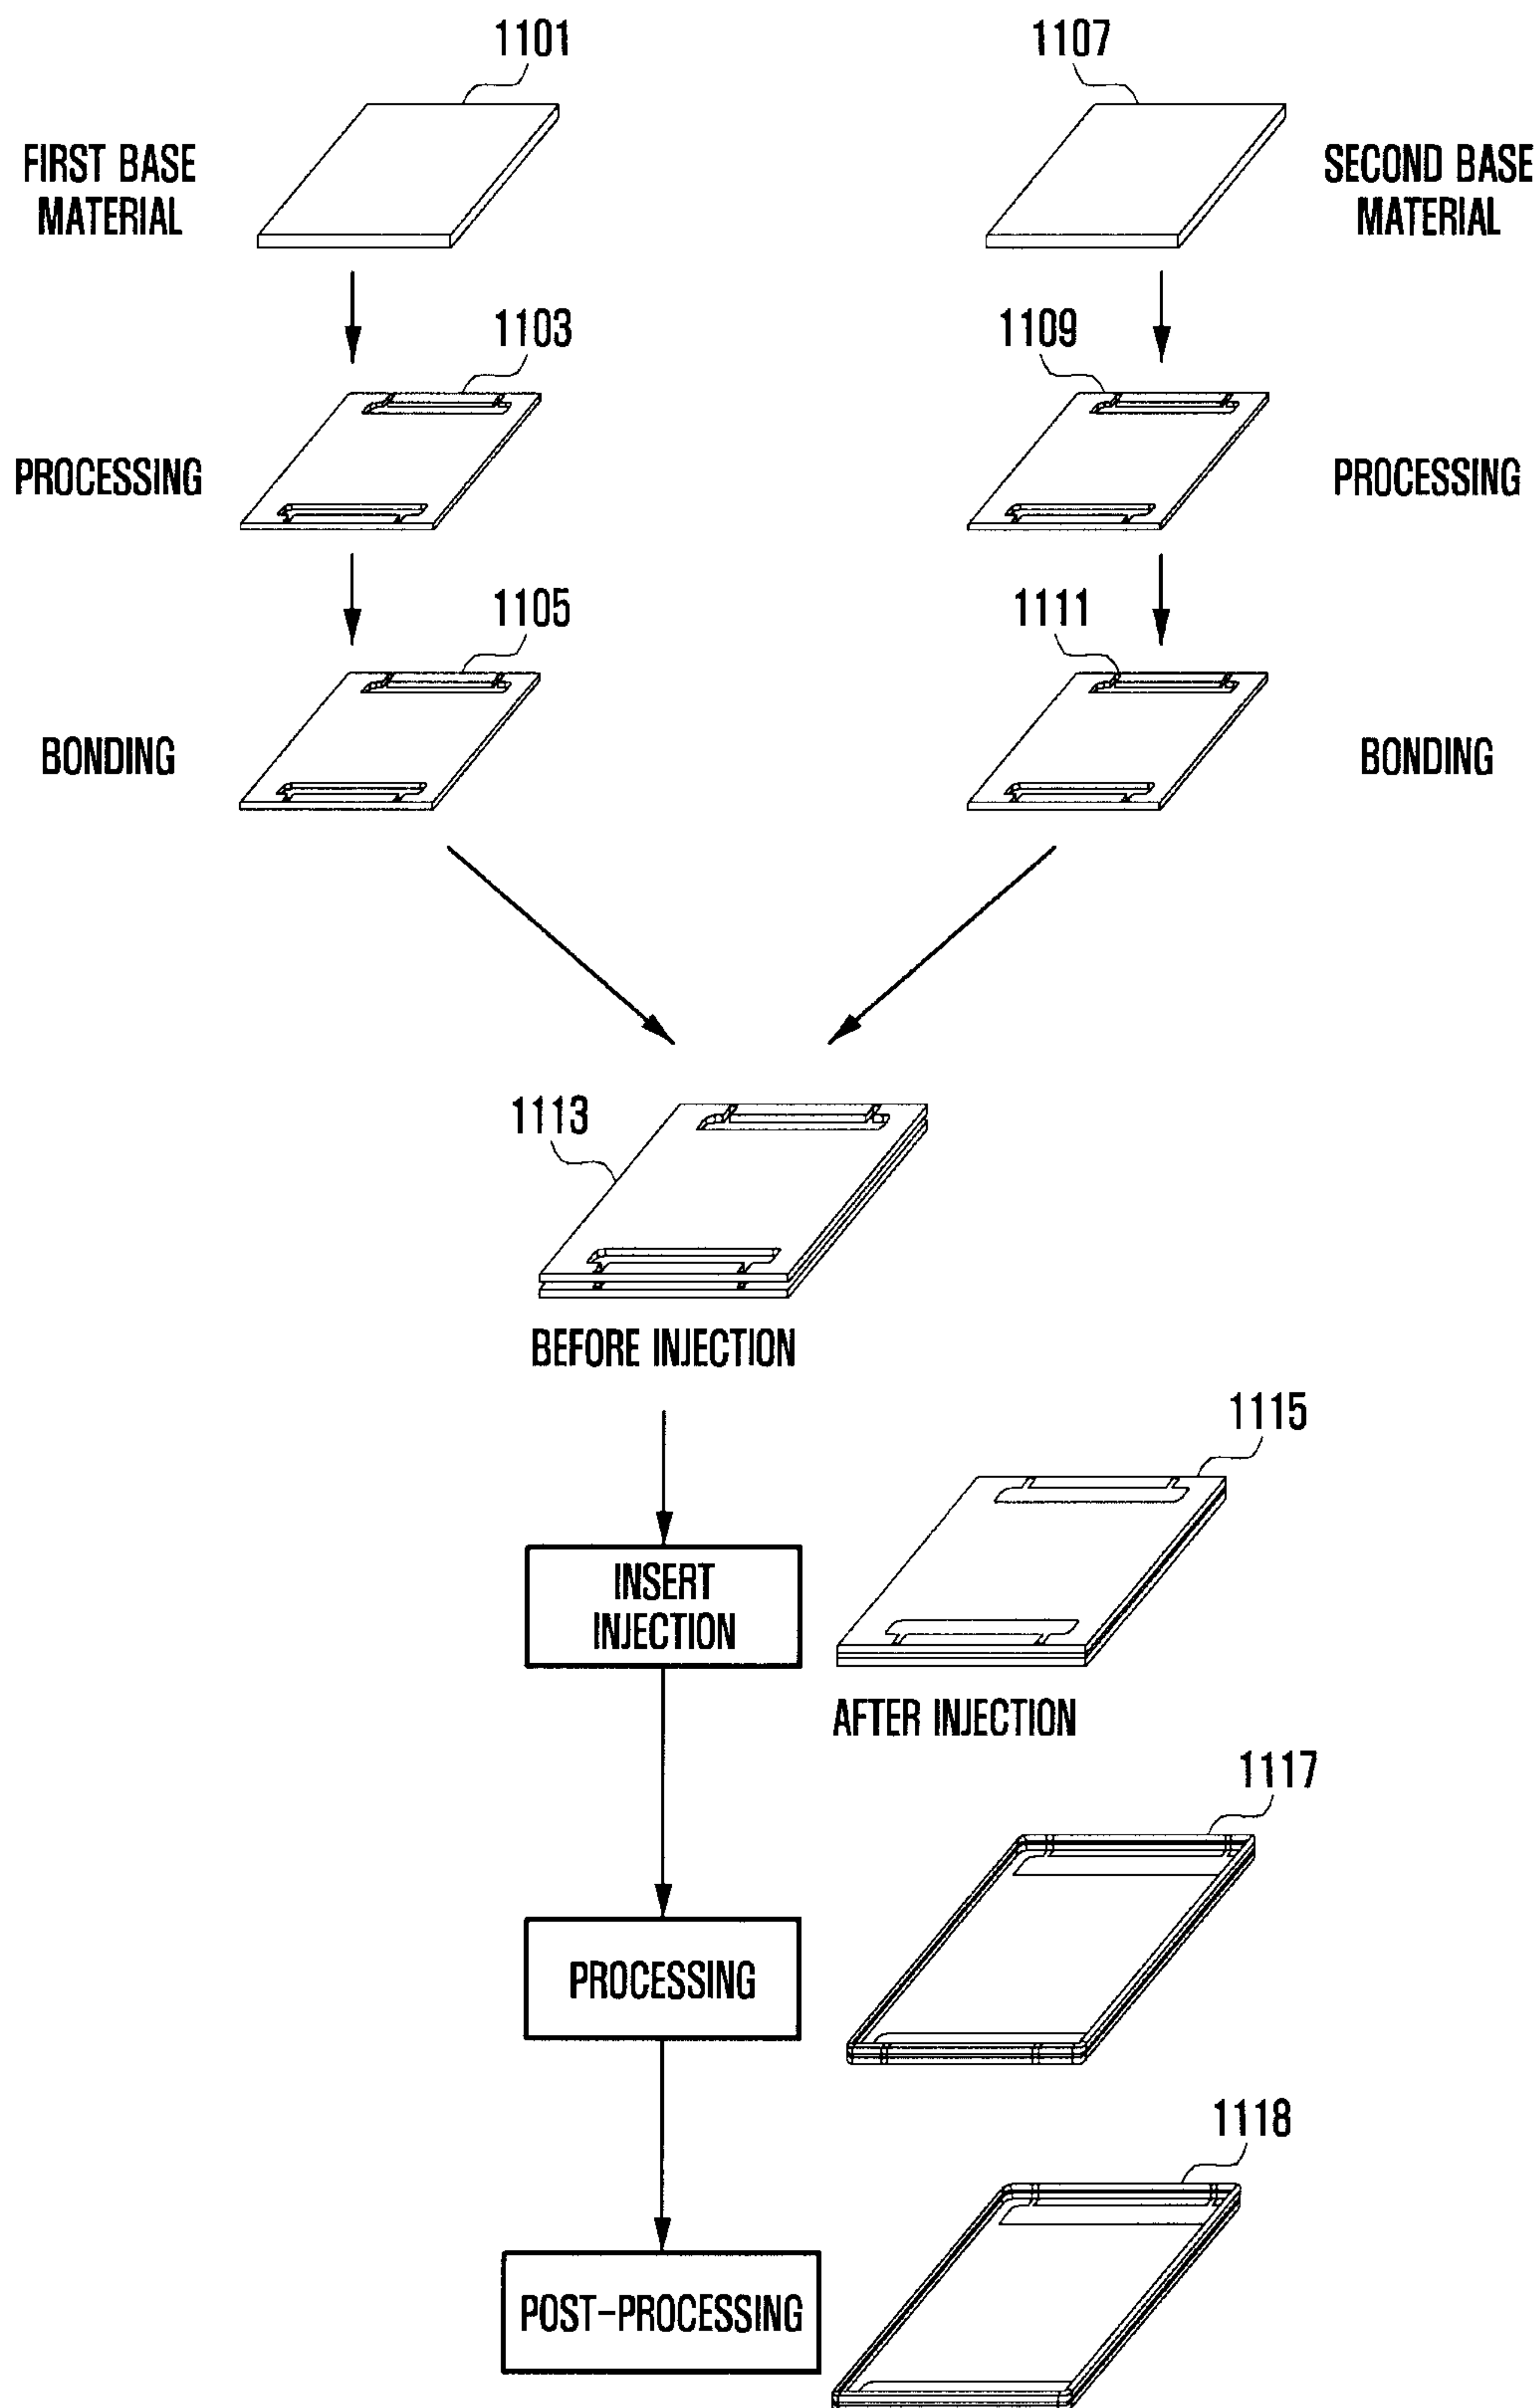 1101
1107
FIRST BASE
MATERIAL
SECOND BASE
MATERIAL
1103
1109
PROCESSING
PROCESSING
1105
1111
BONDING
BONDING
1113
BEFORE INJECTION
1115
INSERT
INJECTION
AFTER INJECTION
1117
PROCESSING
1118
POST-PROCESSING